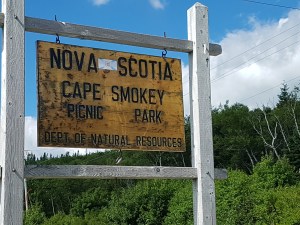 NOVA SCOTIA
CAPE SMOKEY
PICNIC PARK
DEPT. OF NATURAL RESOURCES